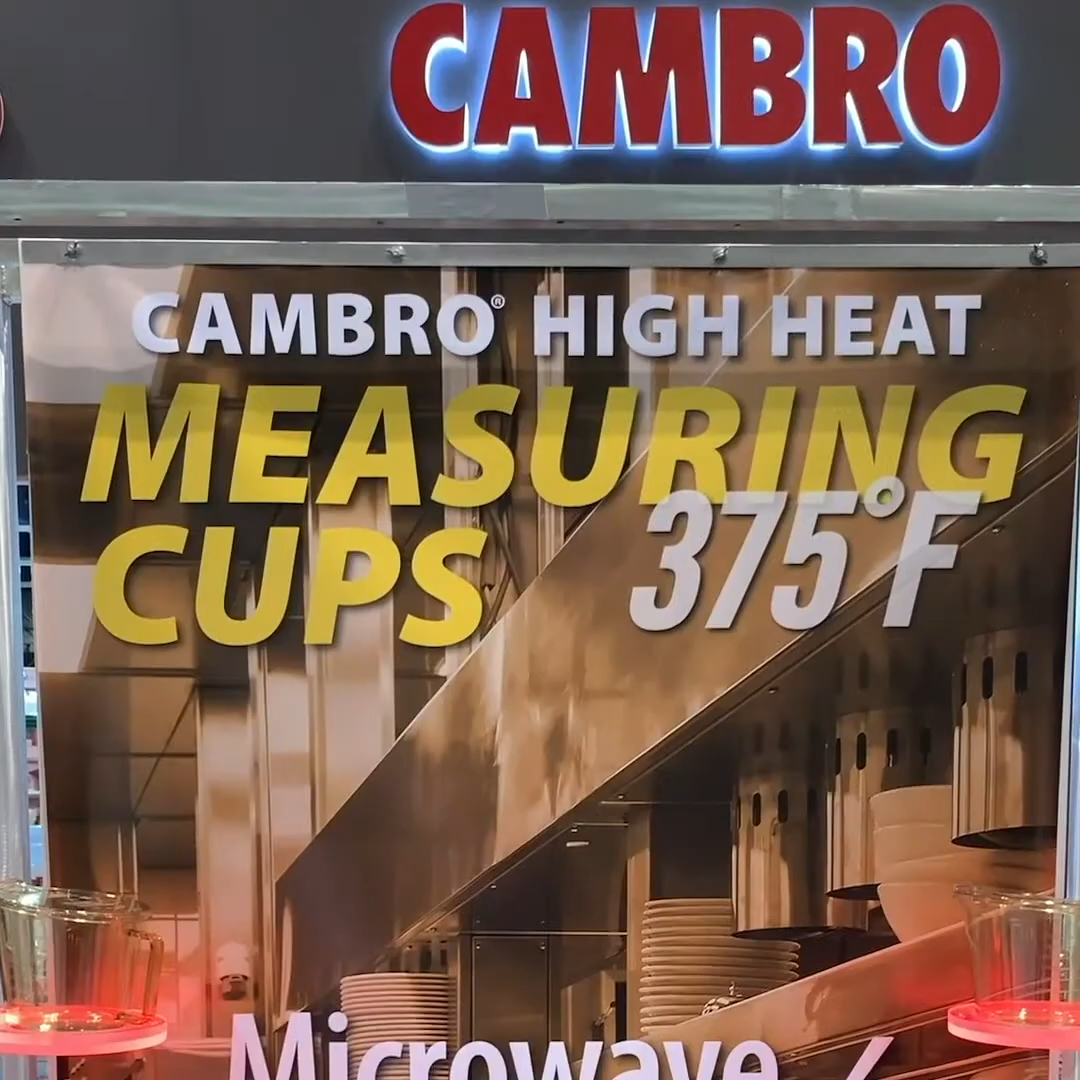 CAMBRO
CAMBRO® HIGH HEAT
MEASURING
CUPS
375°F
Microwave